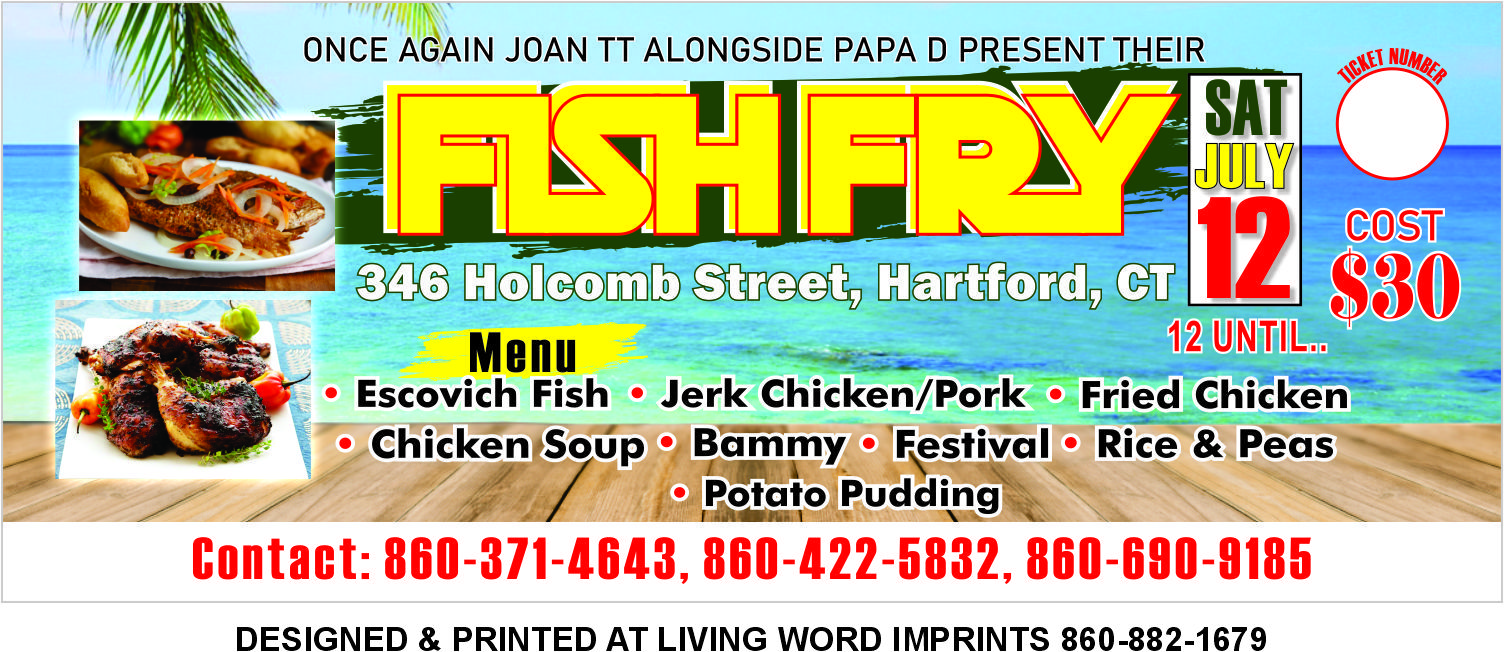 ONCE AGAIN JOAN TT ALONGSIDE PAPA D PRESENT THEIR
FISH FRY
SAT
JULY
12
TICKET NUMBER
COST
$30
346 Holcomb Street, Hartford, CT
12 UNTIL..
Menu
• Escovich Fish • Jerk Chicken/Pork • Fried Chicken
• Chicken Soup • Bammy • Festival • Rice & Peas
• Potato Pudding
Contact: 860-371-4643, 860-422-5832, 860-690-9185
DESIGNED & PRINTED AT LIVING WORD IMPRINTS 860-882-1679